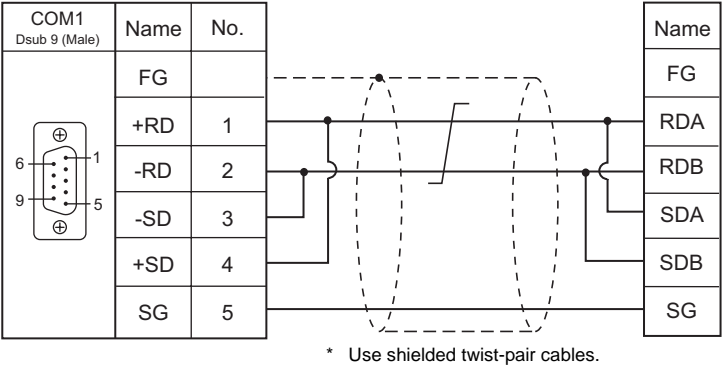 COM1
Dsub 9 (Male)
Name No.
Name
FG
FG
+RD 1
RDA
-RD 2
RDB
-SD 3
SDA
+SD 4
SDB
SG 5
SG
6
1
9
5
* Use shielded twist-pair cables.